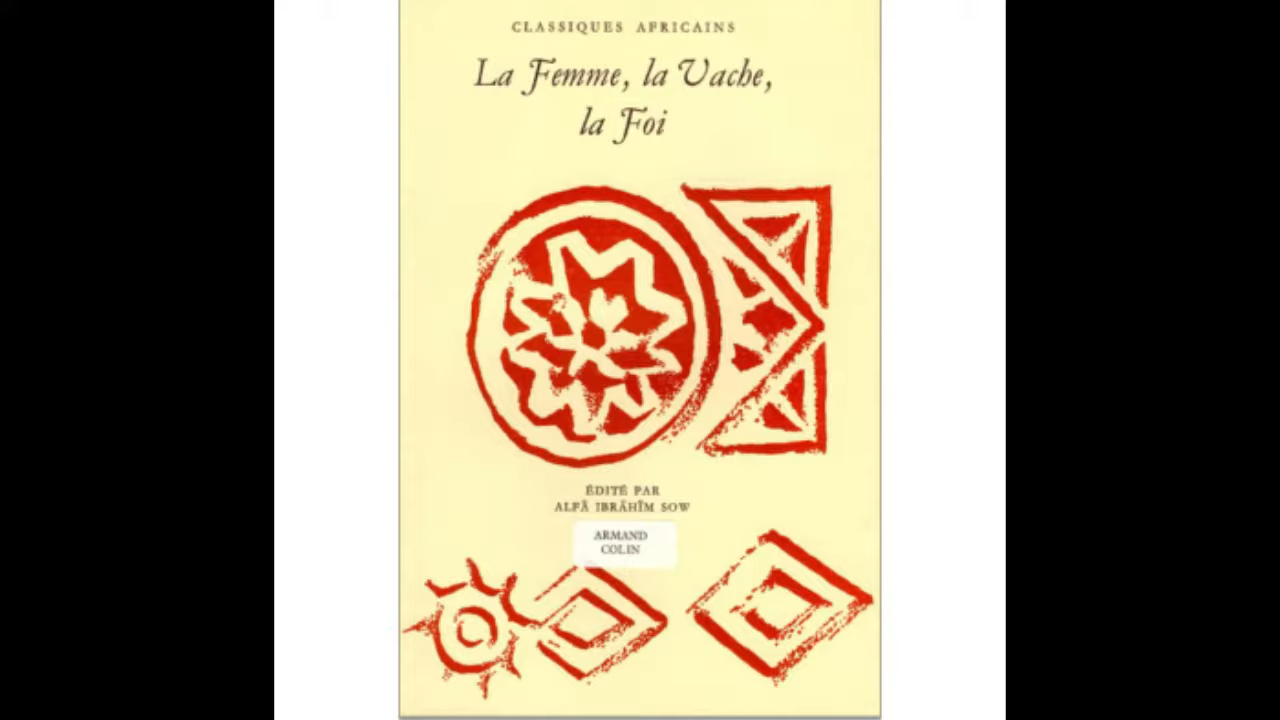 CLASSIQUES AFRICAINS
La Femme, la Vache,
la Foi
ÉDITÉ PAR
ALFÂ IBRÂHÎM SOW
ARMAND
COLIN